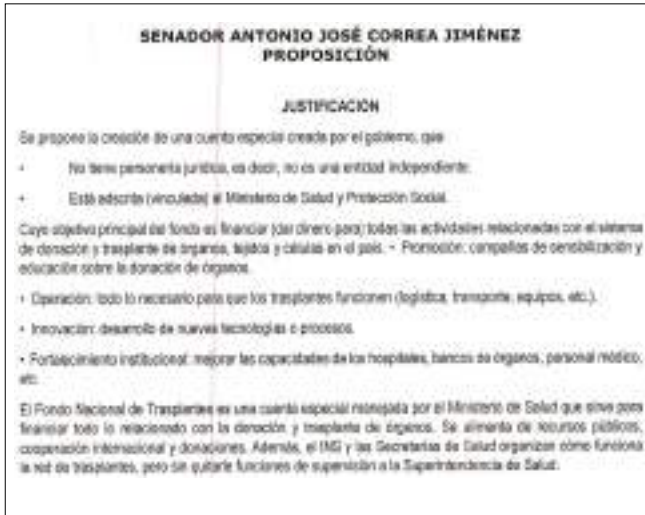 SENADOR ANTONIO JOSÉ CORREA JIMÉNEZ
PROPOSICIÓN
JUSTIFICACIÓN
Se propone la creación de una cuenta especial creada por el gobierno, que
• No tiene personería jurídica, es decir, no es una entidad independiente.
• Está adscrita (vinculada) al Ministerio de Salud y Protección Social.
Cuyo objetivo principal del fondo es financiar (dar dinero para) todas las actividades relacionadas con el sistema
de donación y trasplante de órganos, tejidos y células en el país. • Promoción: campañas de sensibilización y
educación sobre la donación de órganos.
• Operación: todo lo necesario para que los trasplantes funcionen (logística, transporte, equipos, etc.).
• Innovación: desarrollo de nuevas tecnologías o procesos.
• Fortalecimiento institucional: mejorar las capacidades de los hospitales, bancos de órganos, personal médico,
etc.
El Fondo Nacional de Trasplantes es una cuenta especial manejada por el Ministerio de Salud que sirve para
financiar todo lo relacionado con la donación y trasplante de órganos. Se alimenta de recursos públicos,
cooperación internacional y donaciones. Además, el INS y las Secretarías de Salud organizan cómo funciona
la red de trasplantes, pero sin quitarle funciones de supervisión a la Superintendencia de Salud.